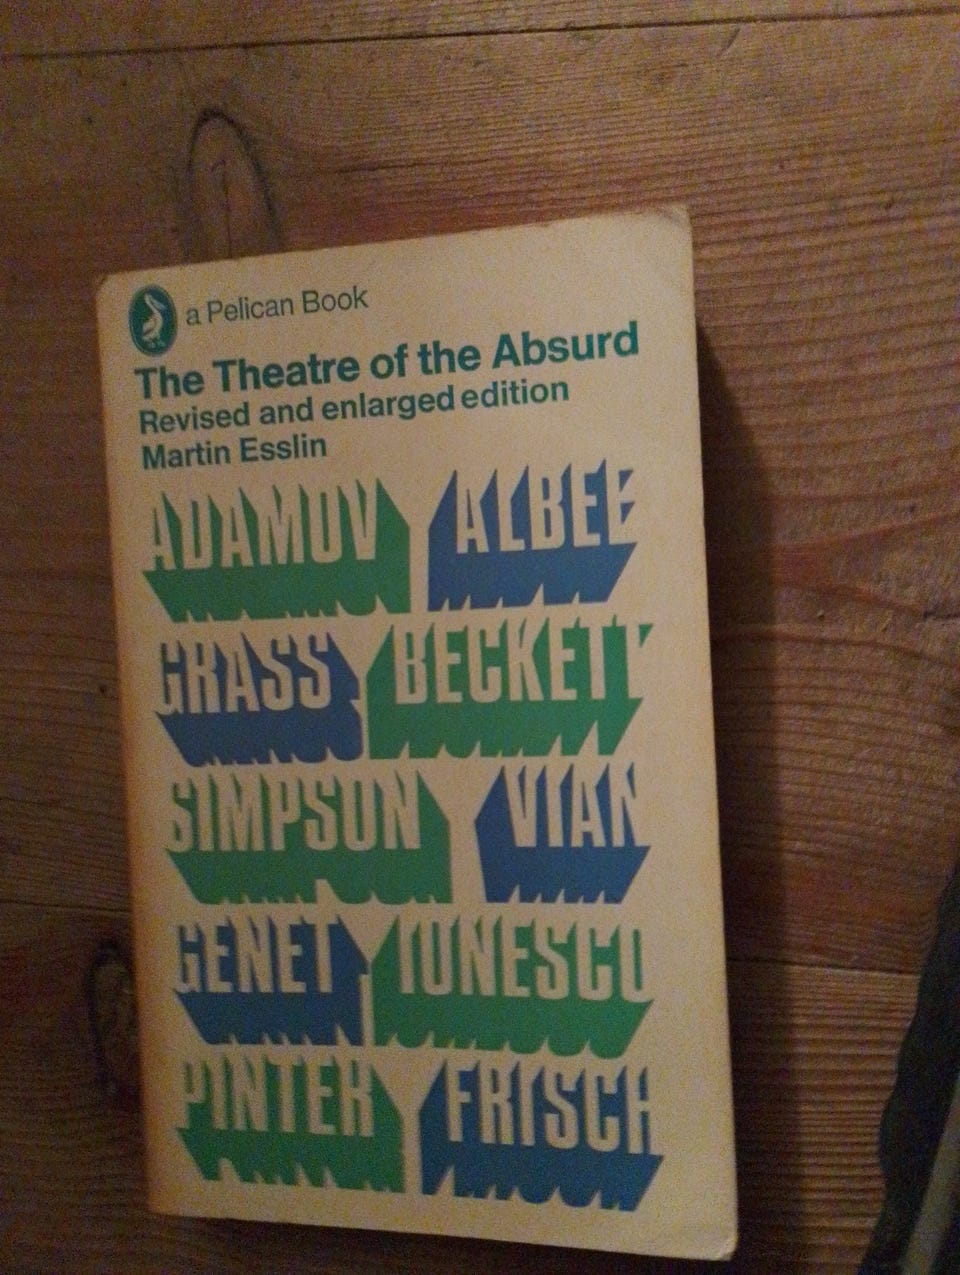 a Pelican Book
The Theatre of the Absurd
Revised and enlarged edition
Martin Esslin
ADAMOV ALBEE
GRASS BECKETT
SIMPSON VIAN
GENET IONESCO
PINTER FRISCH